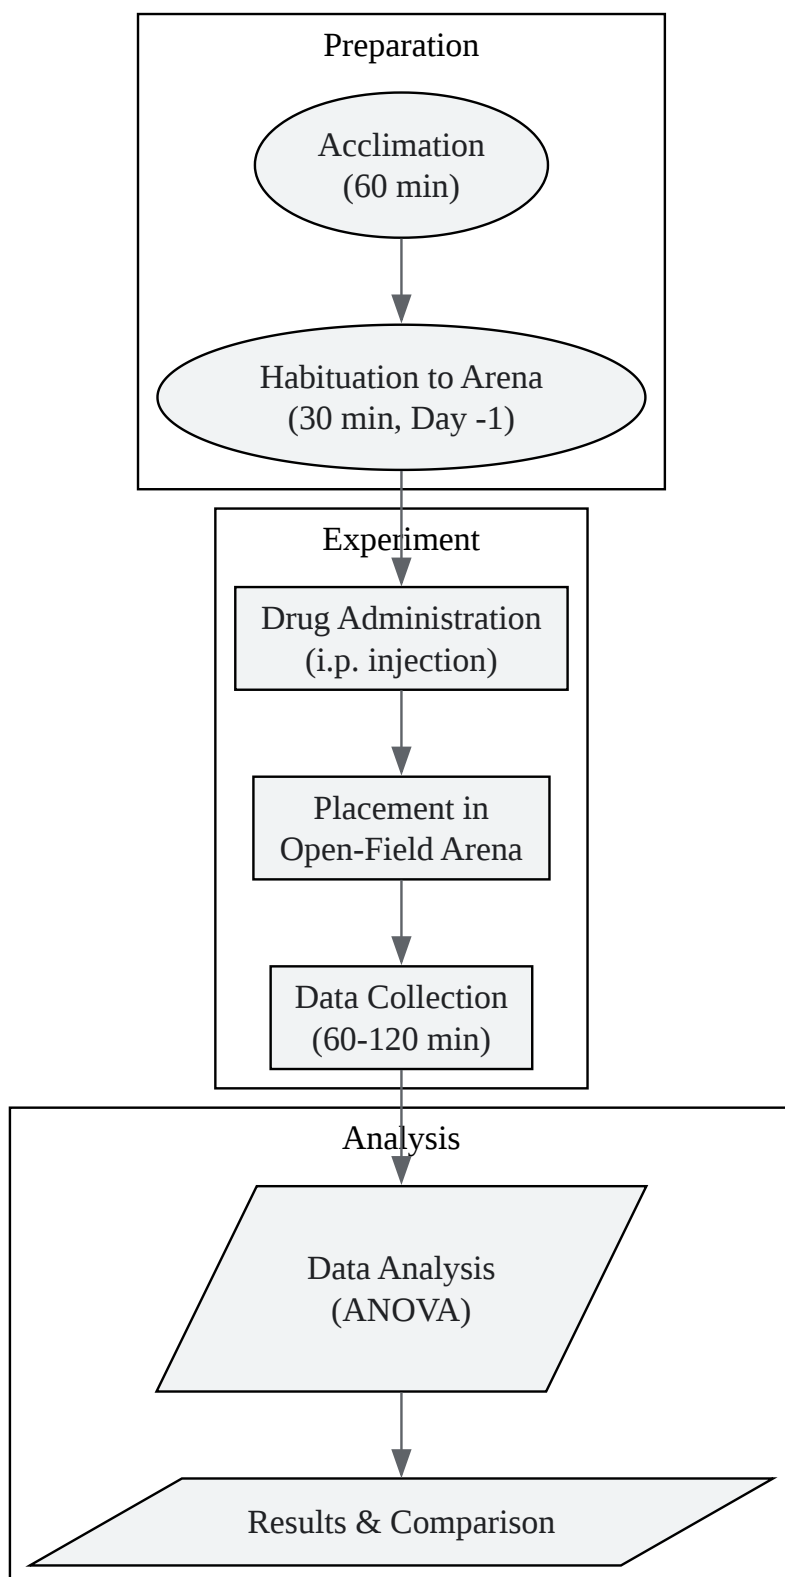 Preparation
Acclimation
(60 min)
Habituation to Arena
(30 min, Day -1)
Experiment
Drug Administration
(i.p. injection)
Placement in
Open-Field Arena
Data Collection
(60-120 min)
Analysis
Data Analysis
(ANOVA)
Results & Comparison